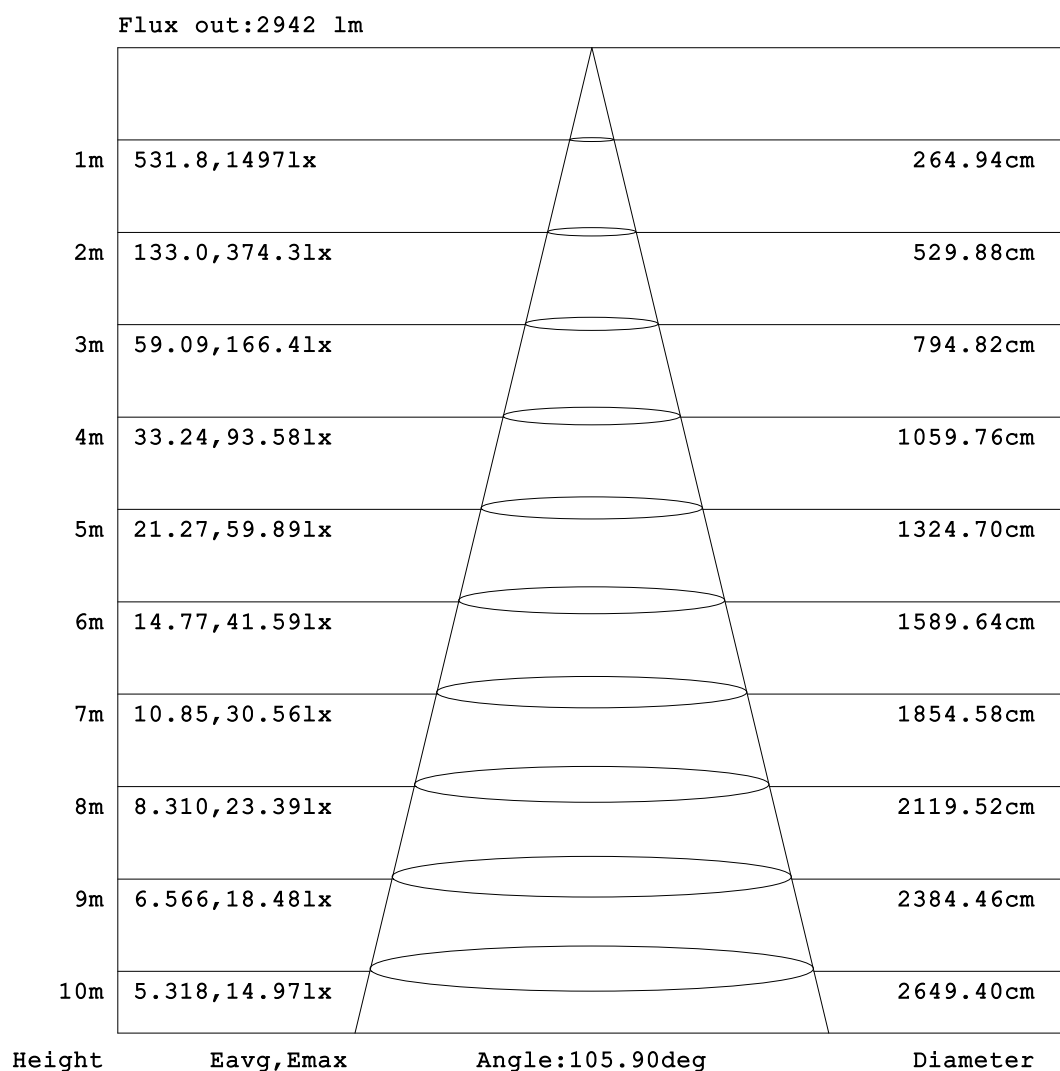 Flux out:2942 lm
1m 531.8,1497lx 264.94cm
2m 133.0,374.3lx 529.88cm
3m 59.09,166.4lx 794.82cm
4m 33.24,93.58lx 1059.76cm
5m 21.27,59.89lx 1324.70cm
6m 14.77,41.59lx 1589.64cm
7m 10.85,30.56lx 1854.58cm
8m 8.310,23.39lx 2119.52cm
9m 6.566,18.48lx 2384.46cm
10m 5.318,14.97lx 2649.40cm
Height Eavg,Emax Angle:105.90deg Diameter